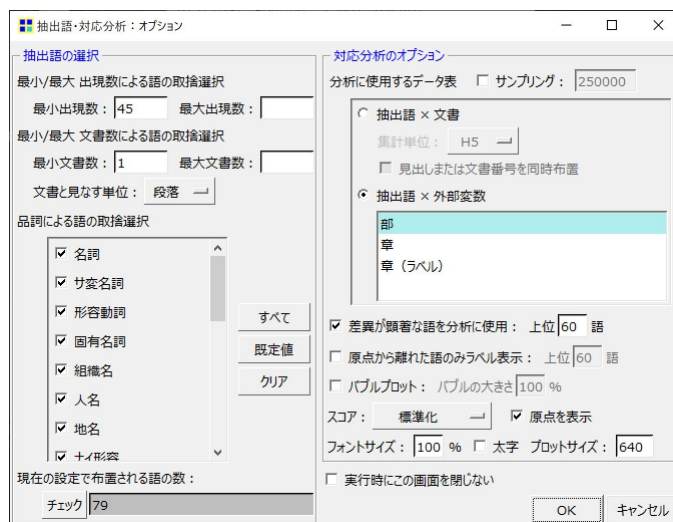 抽出語・対応分析：オプション
抽出語の選択
最小/最大 出現数による語の取捨選択
最小出現数： 45 最大出現数：
最小/最大 文書数による語の取捨選択
最小文書数： 1 最大文書数：
文書と見なす単位： 段落
品詞による語の取捨選択
名詞
サ変名詞
形容動詞
固有名詞
組織名
人名
地名
ナイ形容
すべて
既定値
クリア
現在の設定で布置される語の数：
チェック 79
対応分析のオプション
分析に使用するデータ表 サンプリング： 250000
抽出語 × 文書
集計単位： H5
見出しまたは文書番号を同時布置
抽出語 × 外部変数
部
章
章（ラベル）
差異が顕著な語を分析に使用： 上位 60 語
原点から離れた語のみラベル表示： 上位 60 語
バブルプロット： バブルの大きさ 100 %
スコア： 標準化 原点を表示
フォントサイズ： 100 % 太字 プロットサイズ： 640
実行時にこの画面を閉じない
OK キャンセル